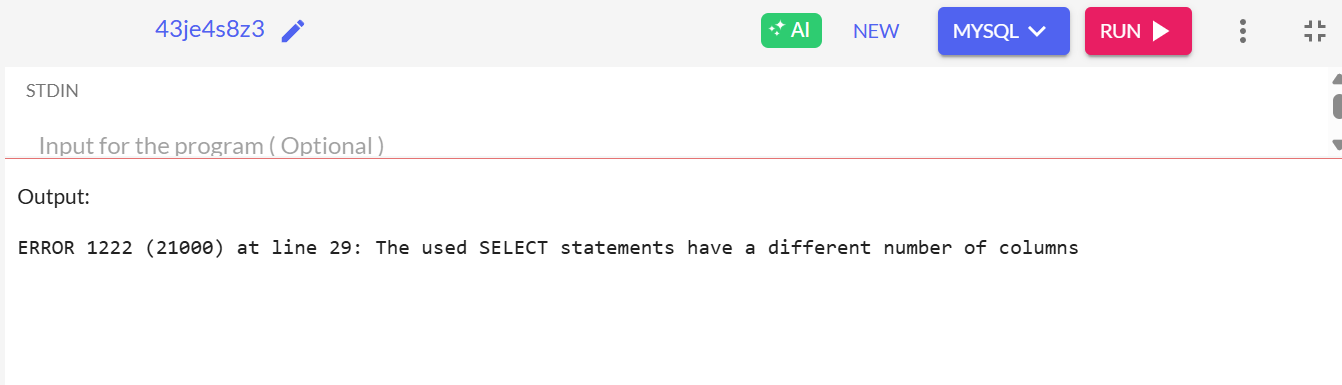 43je4s8z3
AI
NEW
MYSQL
RUN
STDIN
Input for the program ( Optional )
Output:
ERROR 1222 (21000) at line 29: The used SELECT statements have a different number of columns